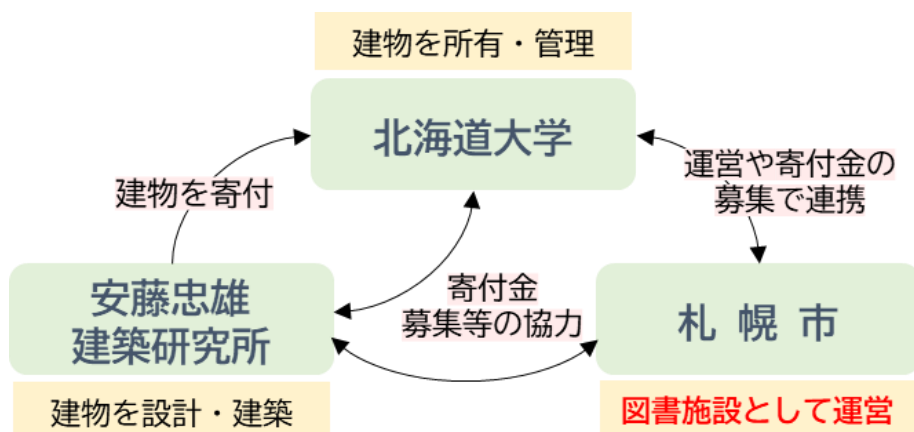 建物を所有・管理
北海道大学
建物を寄付
運営や寄付金の
募集で連携
安藤忠雄
建築研究所
寄付金
募集等の協力
札 幌 市
建物を設計・建築
図書施設として運営